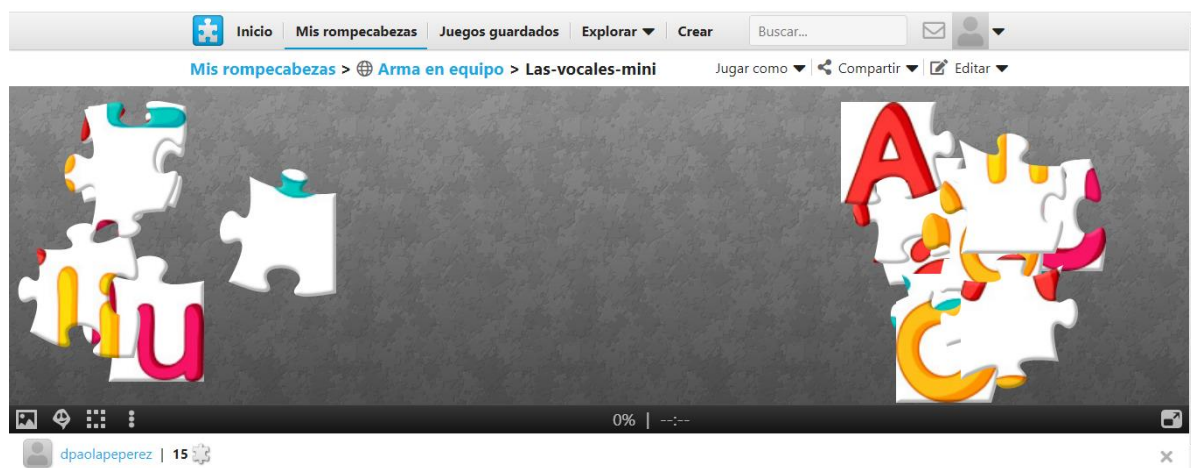 Inicio Mis rompecabezas Juegos guardados Explorar Crear Buscar...
Mis rompecabezas > Arma en equipo > Las-vocales-mini Jugar como Compartir Editar
A
u
0% | --:--
dpaolapeperez | 15